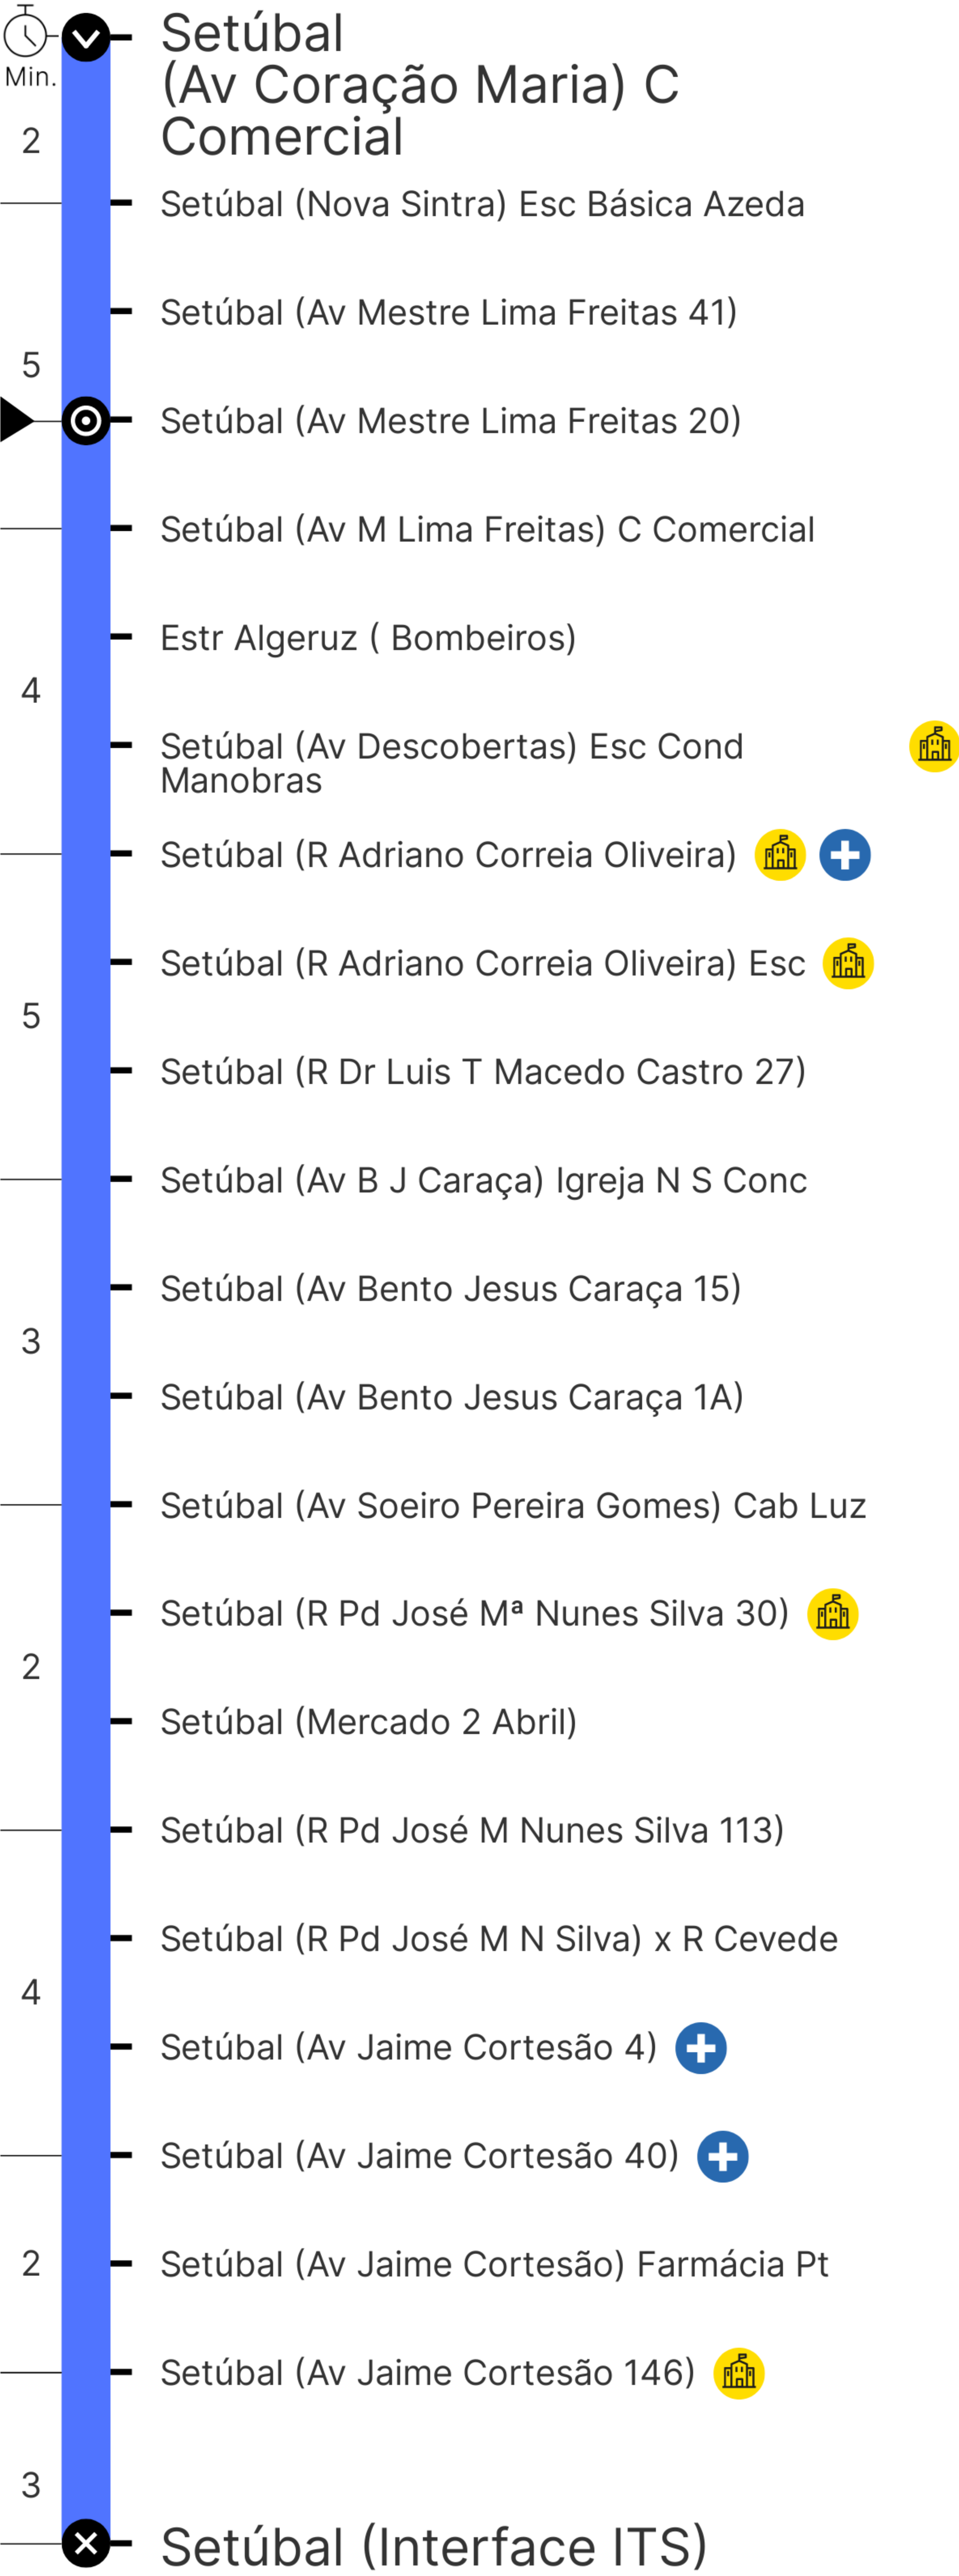 Setúbal
(Av Coração Maria) C
Comercial
Min.
2
Setúbal (Nova Sintra) Esc Básica Azeda
Setúbal (Av Mestre Lima Freitas 41)
5
Setúbal (Av Mestre Lima Freitas 20)
Setúbal (Av M Lima Freitas) C Comercial
Estr Algeruz ( Bombeiros)
4
Setúbal (Av Descobertas) Esc Cond
Manobras
Setúbal (R Adriano Correia Oliveira)
Setúbal (R Adriano Correia Oliveira) Esc
5
Setúbal (R Dr Luis T Macedo Castro 27)
Setúbal (Av B J Caraça) Igreja N S Conc
Setúbal (Av Bento Jesus Caraça 15)
3
Setúbal (Av Bento Jesus Caraça 1A)
Setúbal (Av Soeiro Pereira Gomes) Cab Luz
Setúbal (R Pd José Mª Nunes Silva 30)
2
Setúbal (Mercado 2 Abril)
Setúbal (R Pd José M Nunes Silva 113)
Setúbal (R Pd José M N Silva) x R Cevede
4
Setúbal (Av Jaime Cortesão 4)
Setúbal (Av Jaime Cortesão 40)
2
Setúbal (Av Jaime Cortesão) Farmácia Pt
Setúbal (Av Jaime Cortesão 146)
3
Setúbal (Interface ITS)